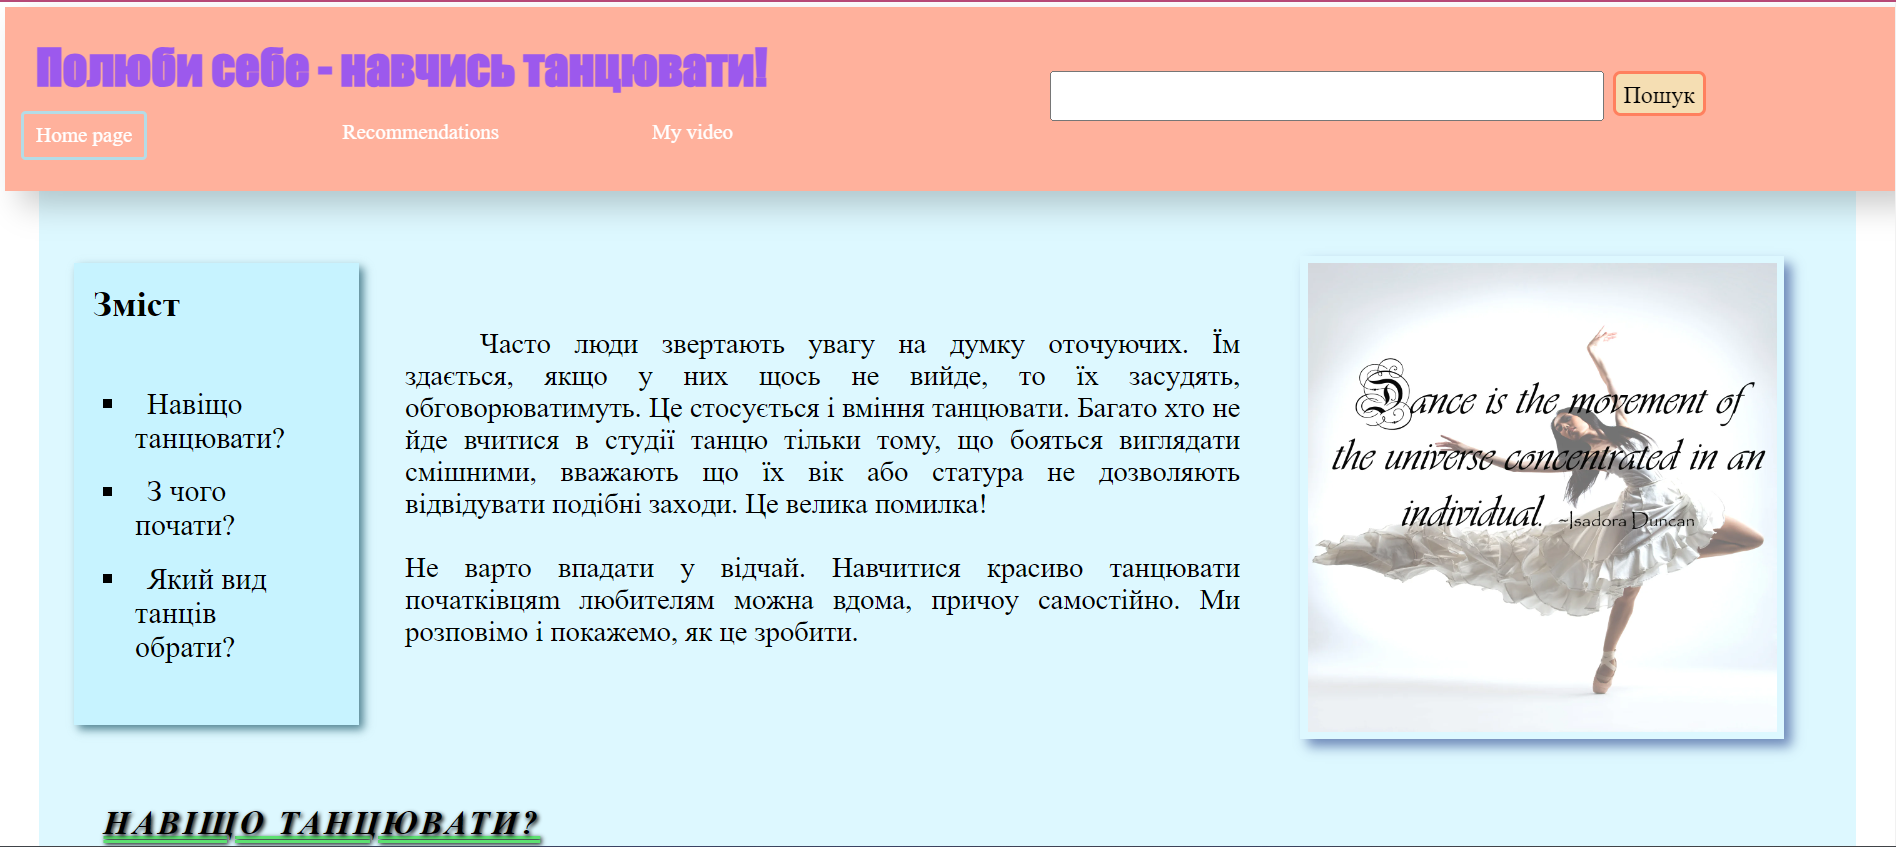 Полюби себе - навчись танцювати!
Пошук
Home page
Recommendations
My video
Зміст
Навіщо
танцювати?
З чого
почати?
Який вид
танців
обрати?
Часто люди звертають увагу на думку оточуючих. Їм
здається, якщо у них щось не вийде, то їх засудять,
обговорюватимуть. Це стосується і вміння танцювати. Багато хто не
йде вчитися в студії танцю тільки тому, що бояться виглядати
смішними, вважають що їх вік або статура не дозволяють
відвідувати подібні заходи. Це велика помилка!
Не варто впадати у відчай. Навчитися красиво танцювати
початківцяm любителям можна вдома, причоу самостійно. Ми
розповімо і покажемо, як це зробити.
Dance is the movement of
the universe concentrated in an
individual. ~Isadora Duncan
НАВІЩО ТАНЦЮВАТИ?